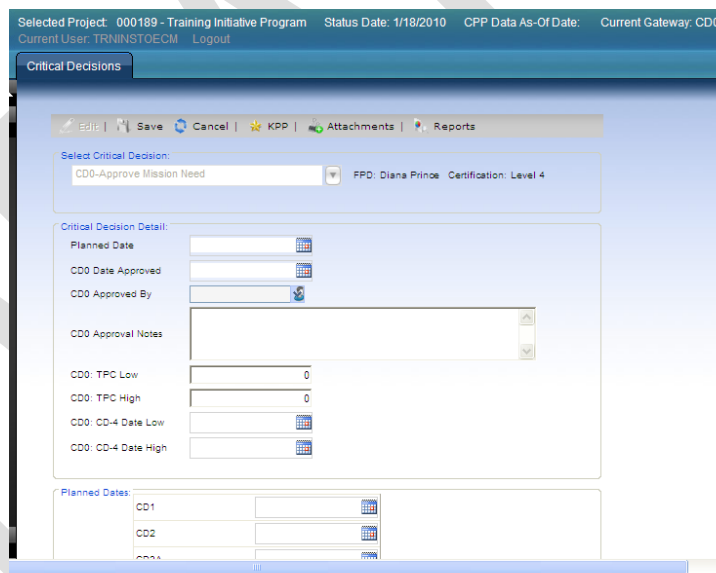 Selected Project: 000189 - Training Initiative Program Status Date: 1/18/2010 CPP Data As-Of Date: Current Gateway: CD0
Current User: TRNINSTOECM Logout
Critical Decisions
Edit | Save Cancel | KPP | Attachments | Reports
Select Critical Decision:
CD0-Approve Mission Need FPD: Diana Prince Certification: Level 4
Critical Decision Detail:
Planned Date
CD0 Date Approved
CD0 Approved By
CD0 Approval Notes
CD0: TPC Low 0
CD0: TPC High 0
CD0: CD-4 Date Low
CD0: CD-4 Date High
Planned Dates:
CD1
CD2